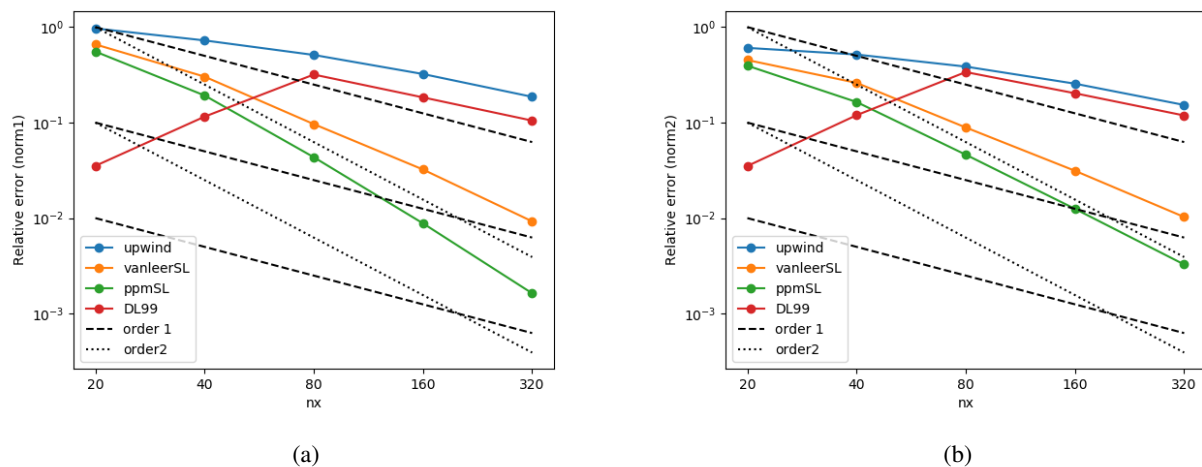 Relative error (norm1)
10⁰
10⁻¹
10⁻²
10⁻³
upwind
vanleerSL
ppmSL
DL99
order 1
order2
20 40 80 160 320
nx
(a)
Relative error (norm2)
10⁰
10⁻¹
10⁻²
10⁻³
upwind
vanleerSL
ppmSL
DL99
order 1
order2
20 40 80 160 320
nx
(b)